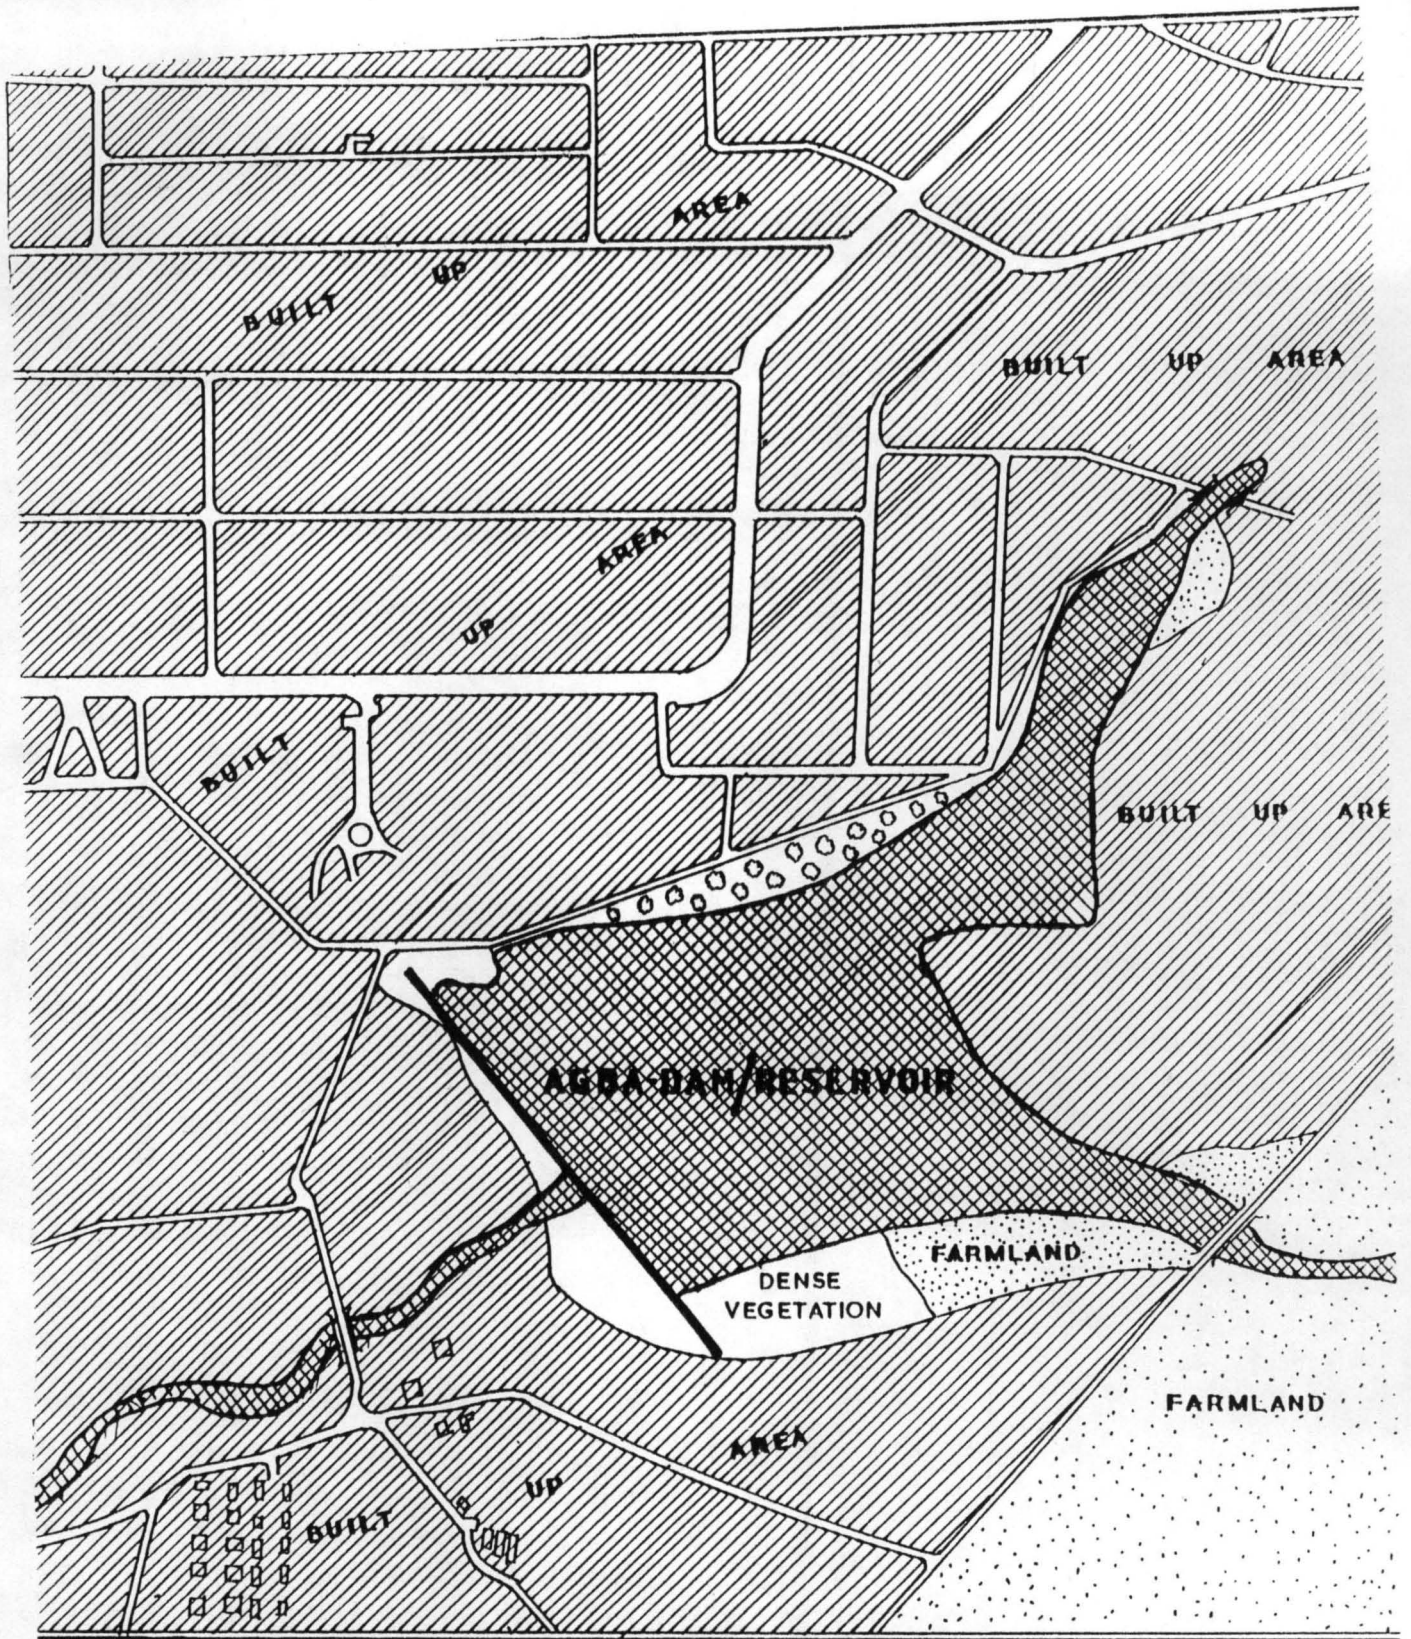 BUILT UP AREA
BUILT UP AREA
BUILT UP AREA
BUILT UP ARE
AGBA-DAM/RESERVOIR
FARMLAND
DENSE
VEGETATION
FARMLAND
BUILT UP AREA